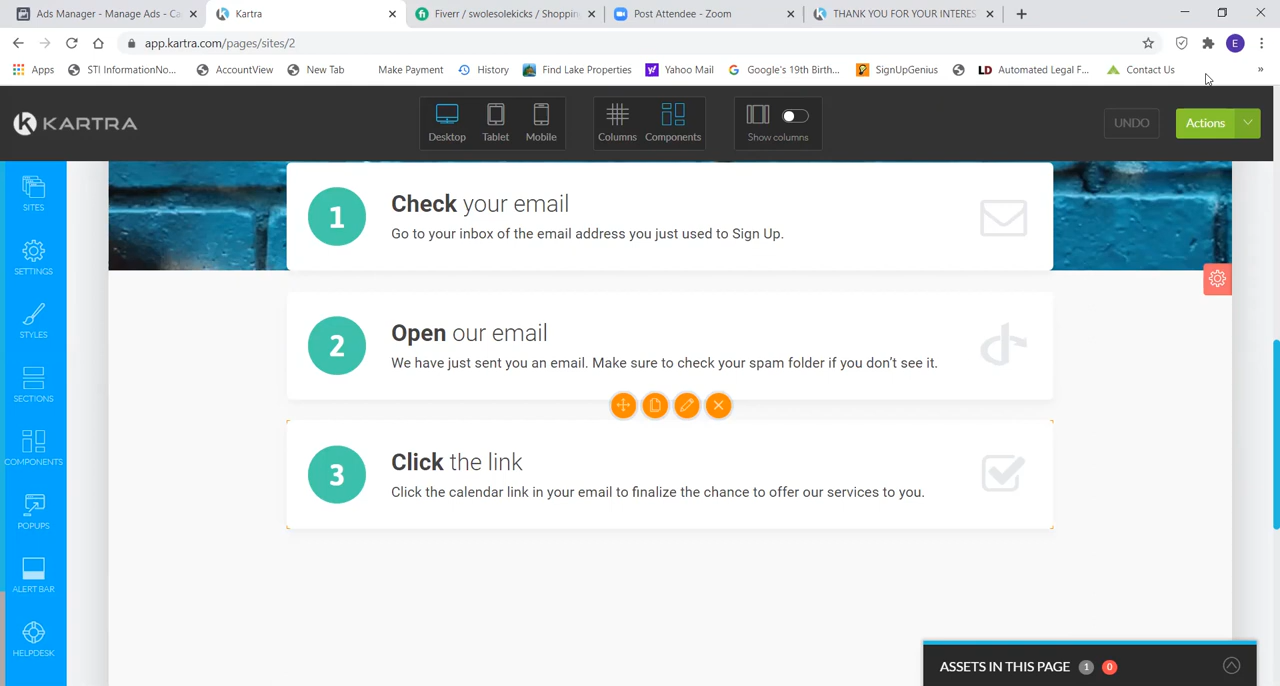 Ads Manager - Manage Ads - Ca
Kartra
Fiverr / swolesolekicks / Shoppin
Post Attendee - Zoom
THANK YOU FOR YOUR INTERES
app.kartra.com/pages/sites/2
E
Apps
STI InformationNo...
AccountView
New Tab
Make Payment
History
Find Lake Properties
Yahoo Mail
Google's 19th Birth...
SignUpGenius
LD Automated Legal F...
Contact Us
»
K KARTRA
Desktop
Tablet
Mobile
Columns
Components
Show columns
UNDO
Actions
SITES
SETTINGS
STYLES
SECTIONS
COMPONENTS
POPUPS
ALERT BAR
HELPDESK
1
Check your email
Go to your inbox of the email address you just used to Sign Up.
2
Open our email
We have just sent you an email. Make sure to check your spam folder if you don’t see it.
3
Click the link
Click the calendar link in your email to finalize the chance to offer our services to you.
ASSETS IN THIS PAGE 1 0